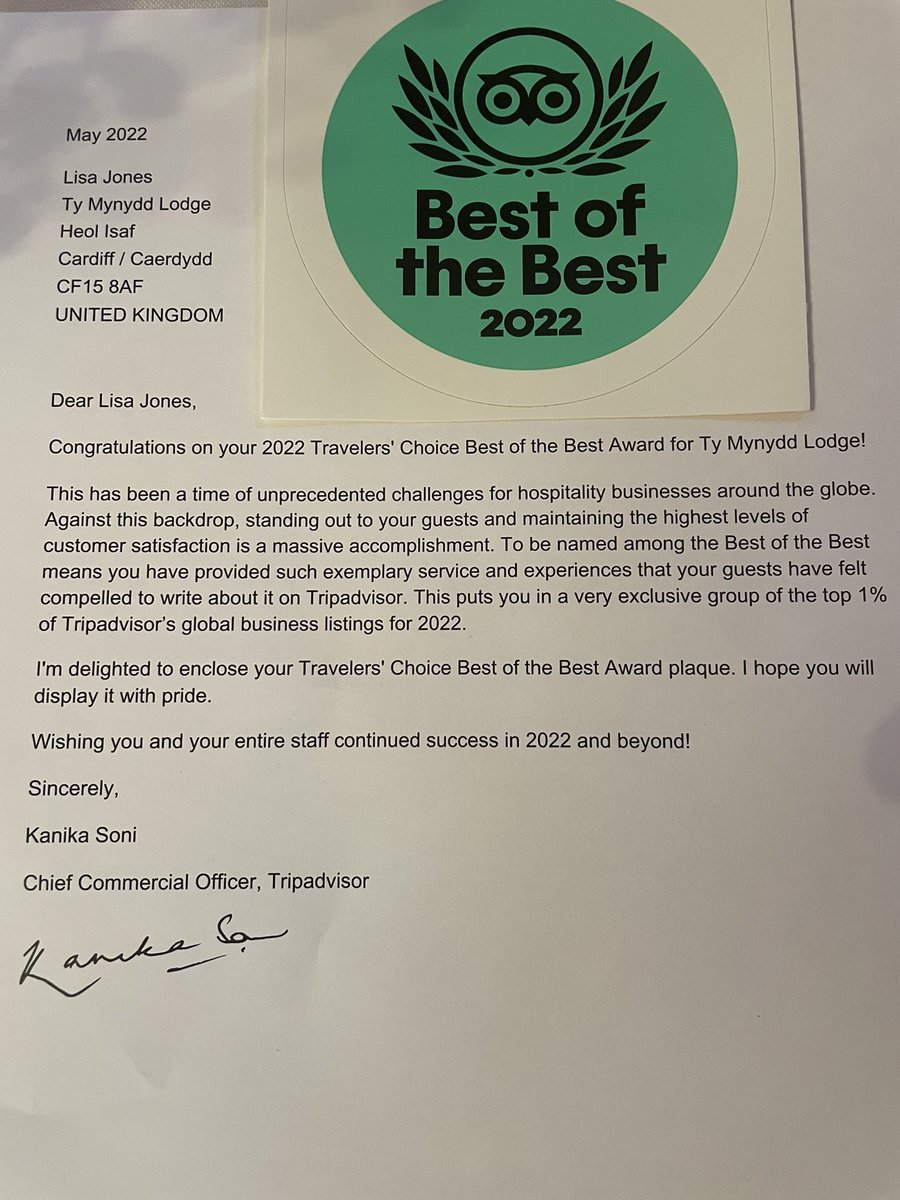 May 2022
Lisa Jones
Ty Mynydd Lodge
Heol Isaf
Cardiff / Caerdydd
CF15 8AF
UNITED KINGDOM
Best of
the Best
2022
Dear Lisa Jones,
Congratulations on your 2022 Travelers' Choice Best of the Best Award for Ty Mynydd Lodge!
This has been a time of unprecedented challenges for hospitality businesses around the globe.
Against this backdrop, standing out to your guests and maintaining the highest levels of
customer satisfaction is a massive accomplishment. To be named among the Best of the Best
means you have provided such exemplary service and experiences that your guests have felt
compelled to write about it on Tripadvisor. This puts you in a very exclusive group of the top 1%
of Tripadvisor’s global business listings for 2022.
I'm delighted to enclose your Travelers' Choice Best of the Best Award plaque. I hope you will
display it with pride.
Wishing you and your entire staff continued success in 2022 and beyond!
Sincerely,
Kanika Soni
Chief Commercial Officer, Tripadvisor
Kanika So